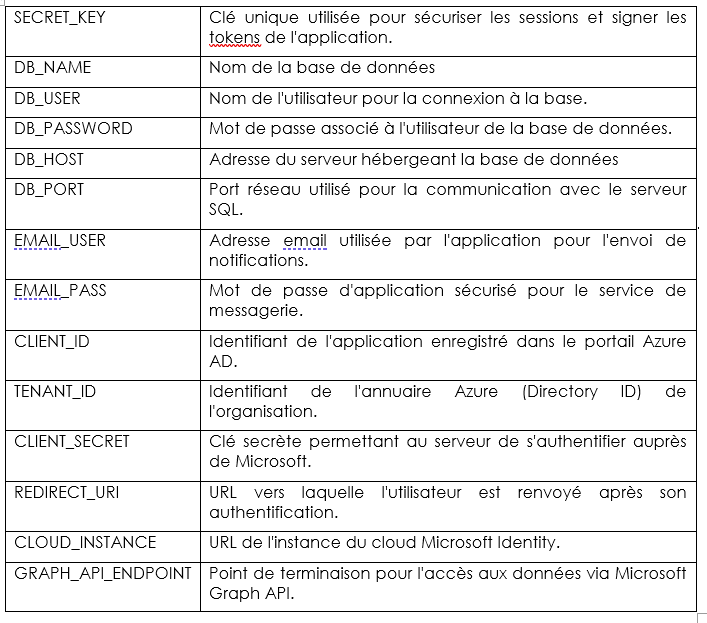 SECRET_KEY
Clé unique utilisée pour sécuriser les sessions et signer les
tokens de l'application.
DB_NAME
Nom de la base de données
DB_USER
Nom de l'utilisateur pour la connexion à la base.
DB_PASSWORD
Mot de passe associé à l'utilisateur de la base de données.
DB_HOST
Adresse du serveur hébergeant la base de données
DB_PORT
Port réseau utilisé pour la communication avec le serveur
SQL.
EMAIL_USER
Adresse email utilisée par l'application pour l'envoi de
notifications.
EMAIL_PASS
Mot de passe d'application sécurisé pour le service de
messagerie.
CLIENT_ID
Identifiant de l'application enregistré dans le portail Azure
AD.
TENANT_ID
Identifiant de l'annuaire Azure (Directory ID) de
l'organisation.
CLIENT_SECRET
Clé secrète permettant au serveur de s'authentifier auprès
de Microsoft.
REDIRECT_URI
URL vers laquelle l'utilisateur est renvoyé après son
authentification.
CLOUD_INSTANCE
URL de l'instance du cloud Microsoft Identity.
GRAPH_API_ENDPOINT
Point de terminaison pour l'accès aux données via Microsoft
Graph API.